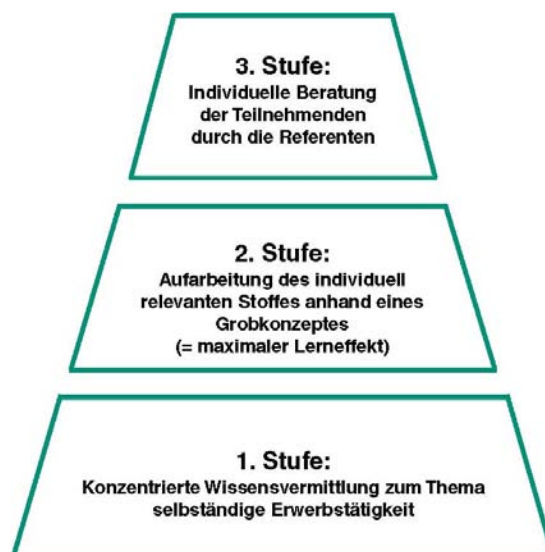 3. Stufe:
Individuelle Beratung
der Teilnehmenden
durch die Referenten
2. Stufe:
Aufarbeitung des individuell
relevanten Stoffes anhand eines
Grobkonzeptes
(= maximaler Lerneffekt)
1. Stufe:
Konzentrierte Wissensvermittlung zum Thema
selbständige Erwerbstätigkeit